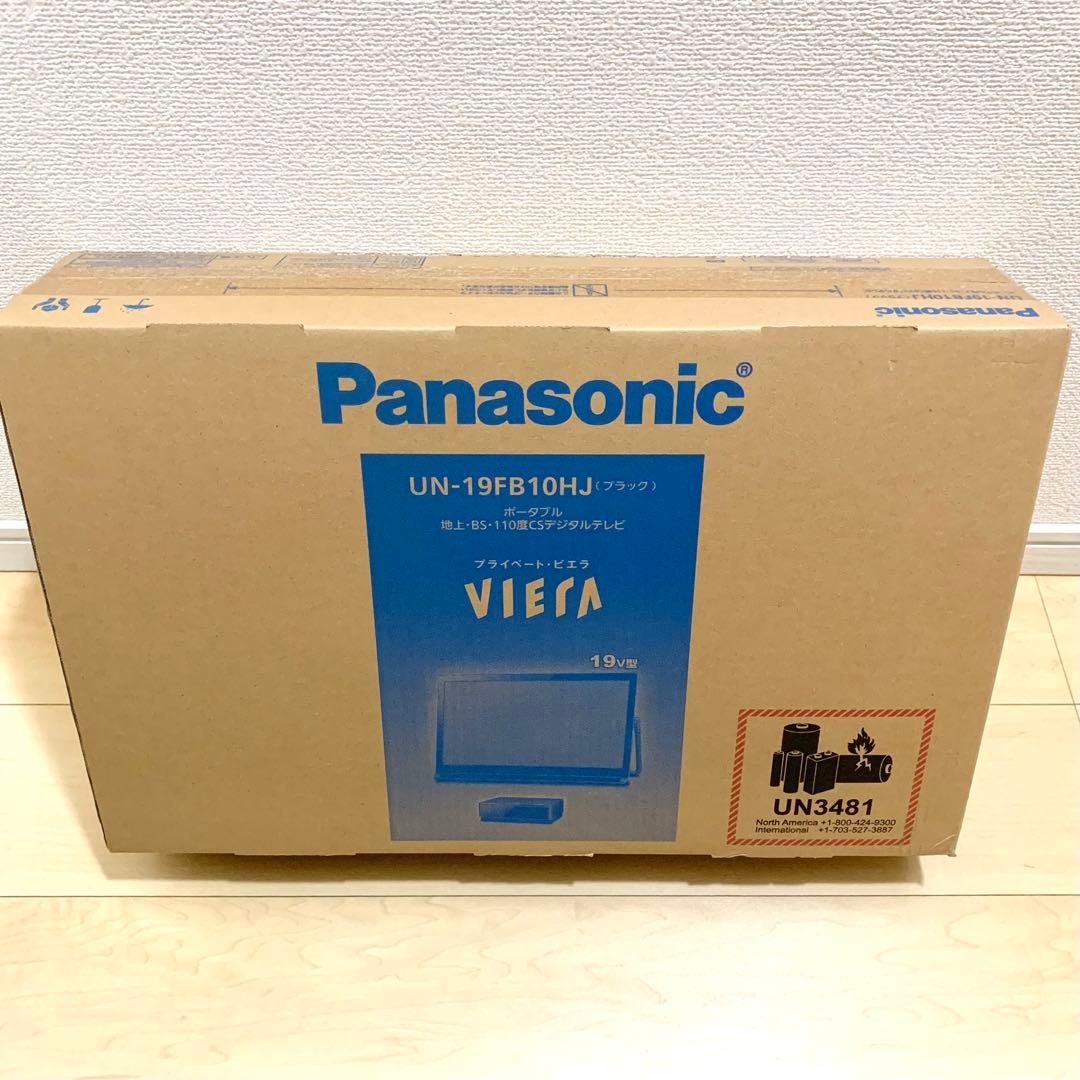 Panasonic
UN-19FB10HJ
Panasonic®
UN-19FB10HJ（ブラック）
ポータブル
地上・BS・110度CSデジタルテレビ
プライベート・ビエラ
VIERA
19V型
UN3481
North America +1-800-424-9300
International +1-703-527-3887